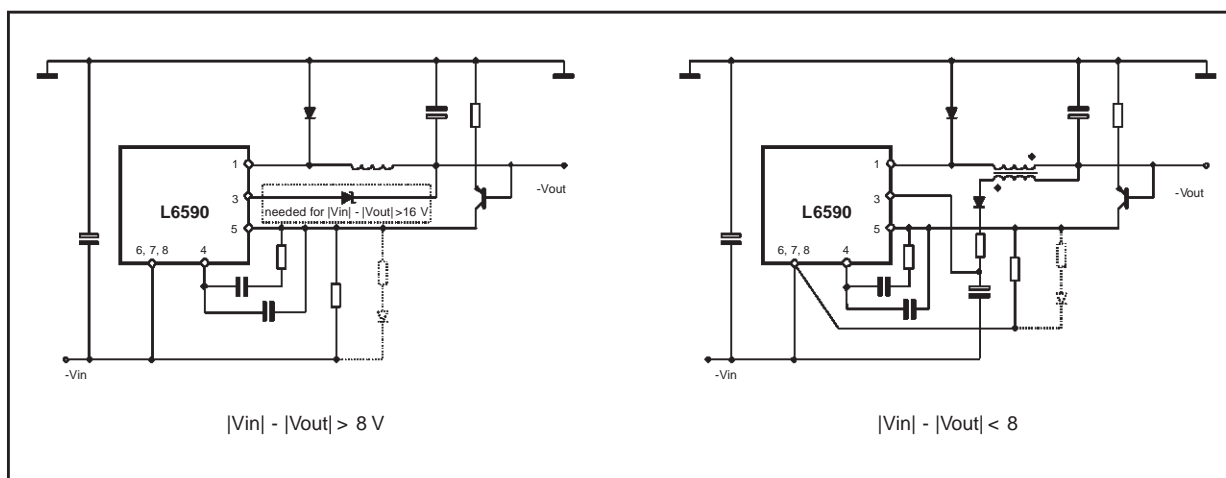 1
L6590
3
needed for |Vin| - |Vout| >16 V
5
6, 7, 8
4
-Vout
-Vin
|Vin| - |Vout| > 8 V
1
L6590
3
5
6, 7, 8
4
-Vout
-Vin
|Vin| - |Vout| < 8